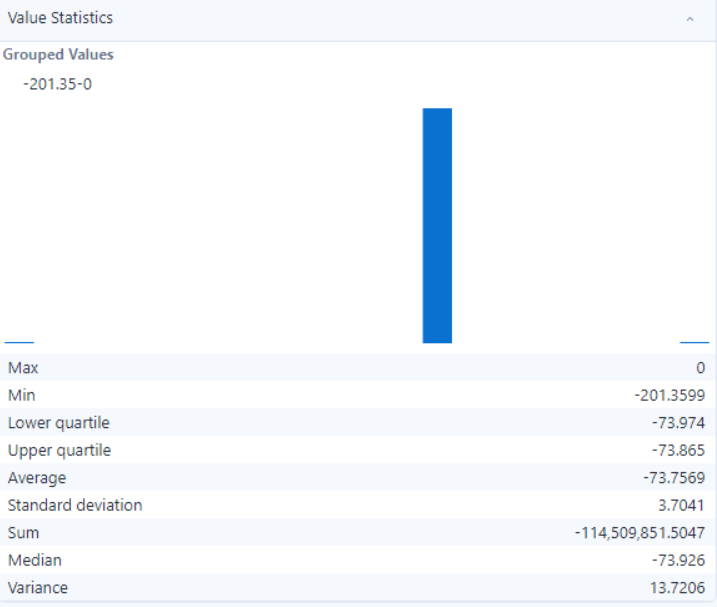 Value Statistics
Grouped Values
-201.35-0
Max 0
Min -201.3599
Lower quartile -73.974
Upper quartile -73.865
Average -73.7569
Standard deviation 3.7041
Sum -114,509,851.5047
Median -73.926
Variance 13.7206